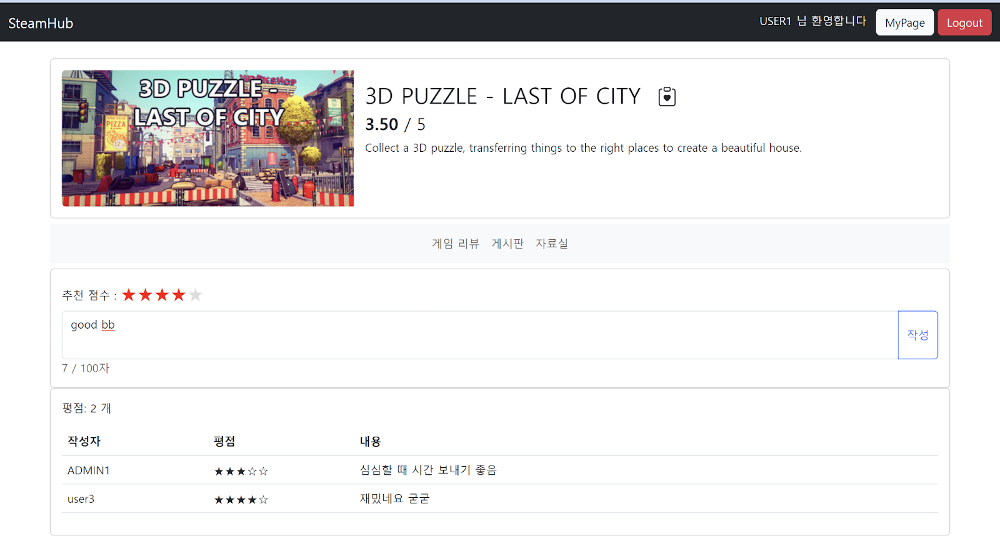 SteamHub
USER1 님 환영합니다
MyPage
Logout
WORKSHOP
3D PUZZLE -
LAST OF CITY
PIZZA
3D PUZZLE - LAST OF CITY
3.50 / 5
Collect a 3D puzzle, transferring things to the right places to create a beautiful house.
게임 리뷰 게시판 자료실
추천 점수 : ★★★★★
good bb
작성
7 / 100자
평점: 2 개
작성자 평점 내용
ADMIN1 ★★★☆☆ 심심할 때 시간 보내기 좋음
user3 ★★★★☆ 재밌네요 굳굳